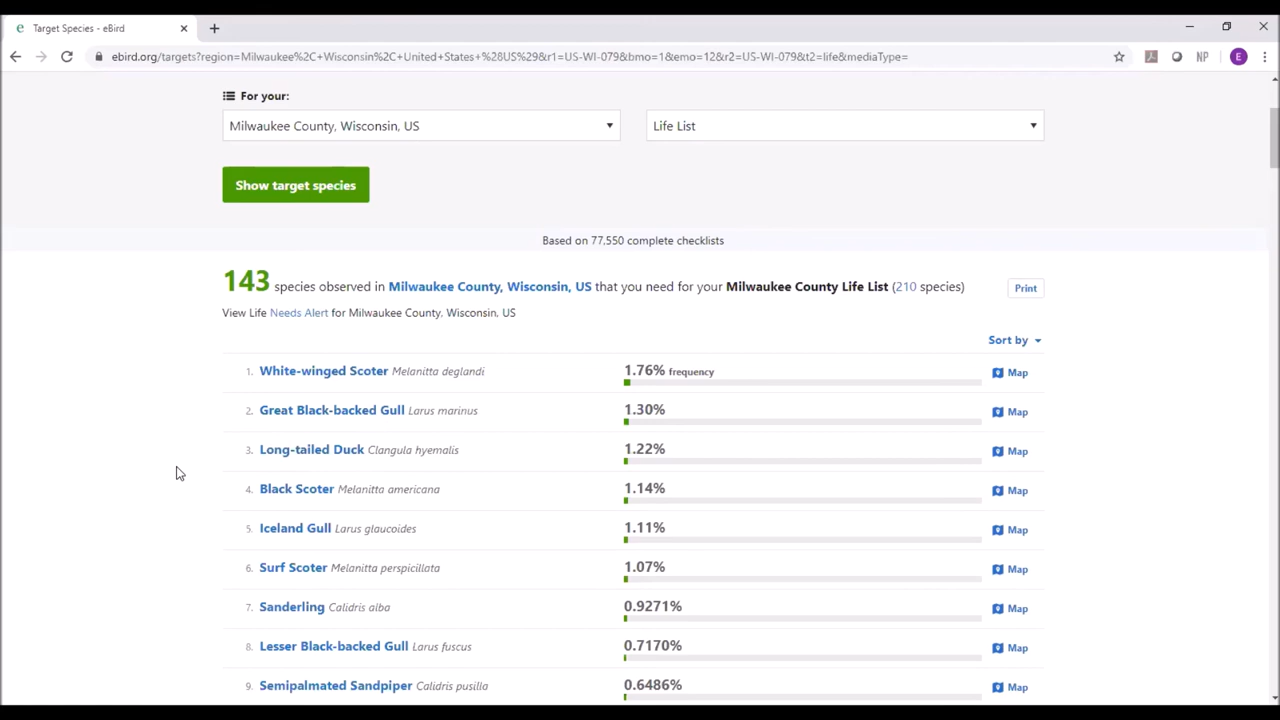 Target Species - eBird
ebird.org/targets?region=Milwaukee%2C+Wisconsin%2C+United+States+%28US%29&r1=US-WI-079&bmo=1&emo=12&r2=US-WI-079&t2=life&mediaType=
NP
E
For your:
Milwaukee County, Wisconsin, US
Life List
Show target species
Based on 77,550 complete checklists
143 species observed in Milwaukee County, Wisconsin, US that you need for your Milwaukee County Life List (210 species)
Print
View Life Needs Alert for Milwaukee County, Wisconsin, US
Sort by
1. White-winged Scoter Melanitta deglandi 1.76% frequency Map
2. Great Black-backed Gull Larus marinus 1.30% Map
3. Long-tailed Duck Clangula hyemalis 1.22% Map
4. Black Scoter Melanitta americana 1.14% Map
5. Iceland Gull Larus glaucoides 1.11% Map
6. Surf Scoter Melanitta perspicillata 1.07% Map
7. Sanderling Calidris alba 0.9271% Map
8. Lesser Black-backed Gull Larus fuscus 0.7170% Map
9. Semipalmated Sandpiper Calidris pusilla 0.6486% Map